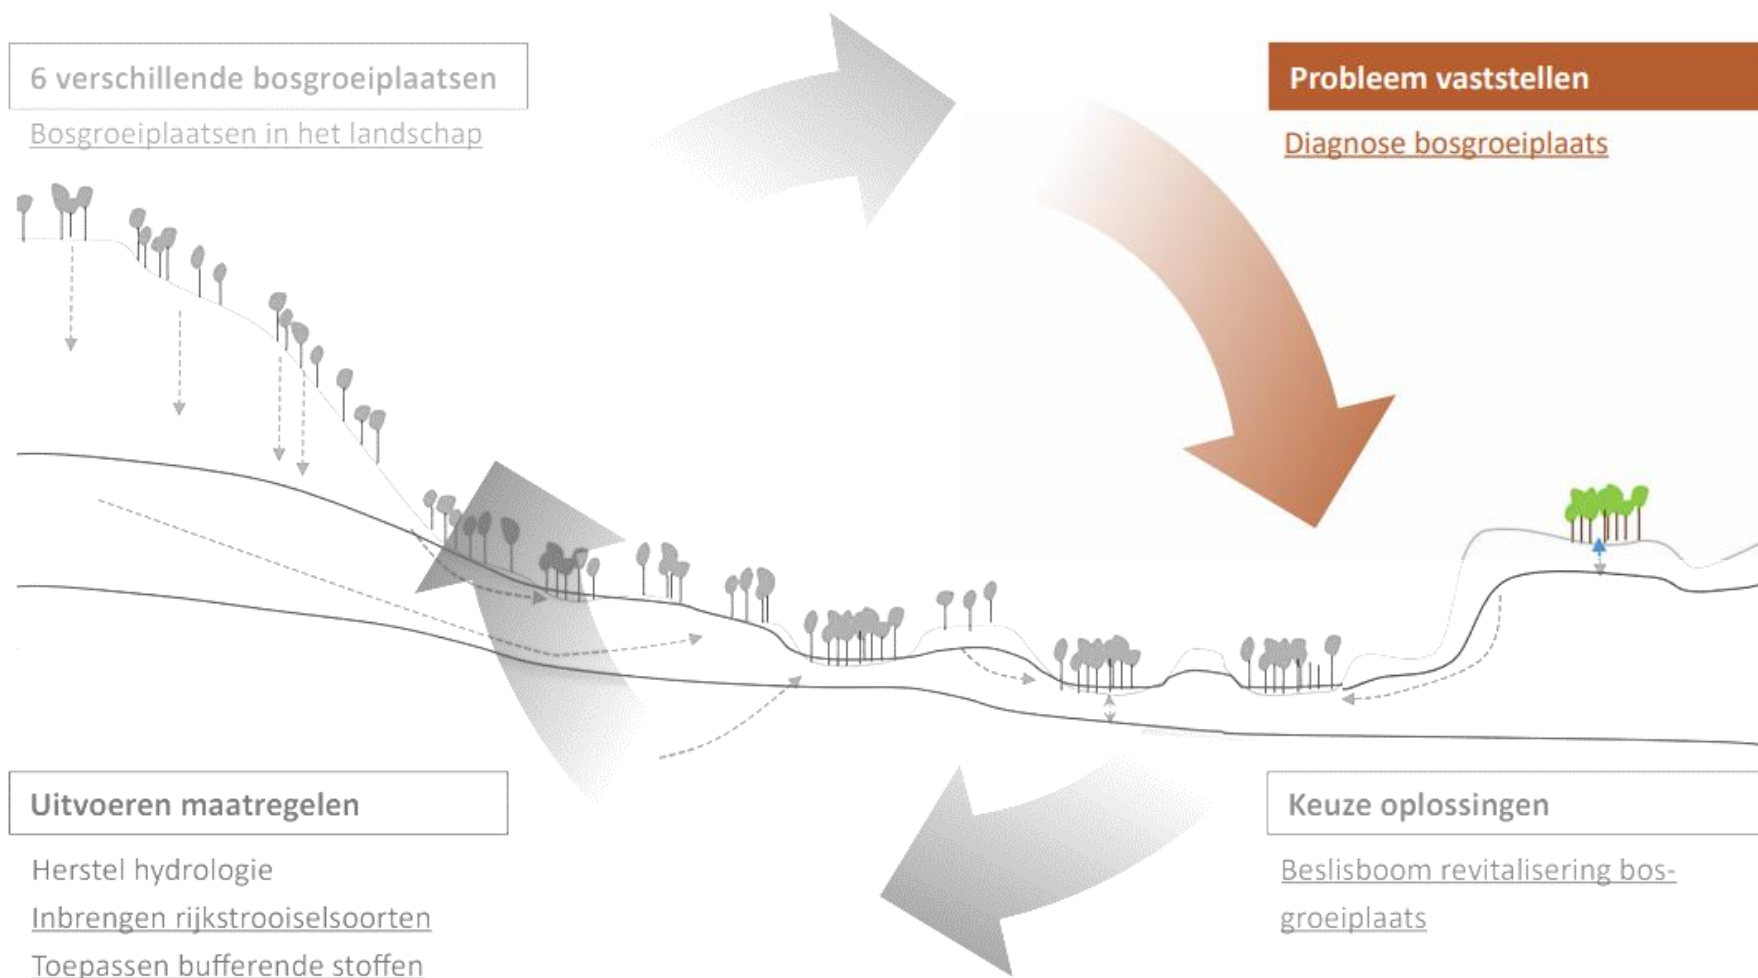 6 verschillende bosgroeiplaatsen
Bosgroeiplaatsen in het landschap
Probleem vaststellen
Diagnose bosgroeiplaats
Uitvoeren maatregelen
Herstel hydrologie
Inbrengen rijkstrooiselsoorten
Toepassen bufferende stoffen
Keuze oplossingen
Beslisboom revitalisering bos-
groeiplaats